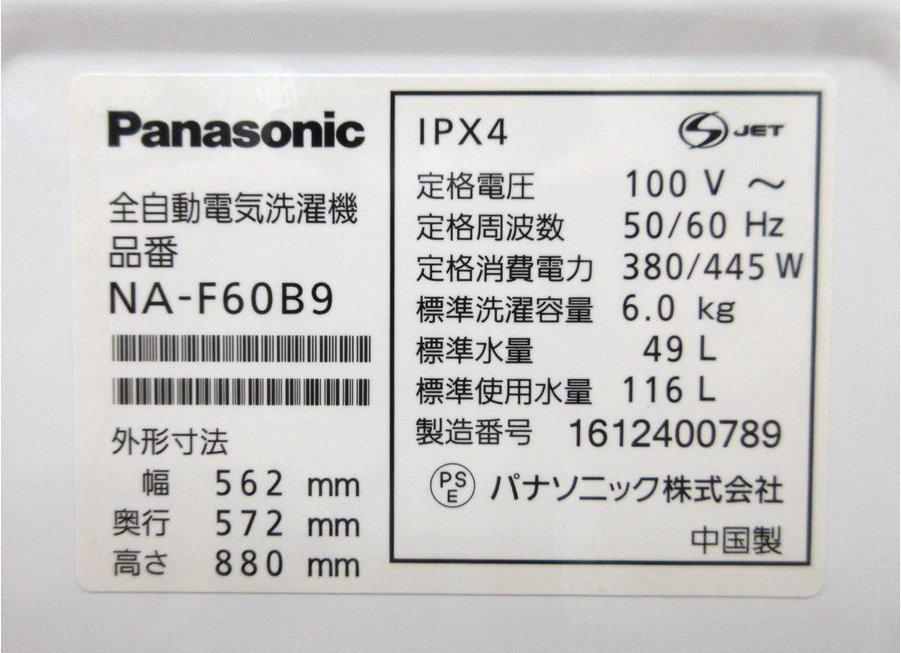 Panasonic
全自動電気洗濯機
品番
NA-F60B9
外形寸法
幅 562 mm
奥行 572 mm
高さ 880 mm
IPX4 S JET
定格電圧 100 V ～
定格周波数 50/60 Hz
定格消費電力 380/445 W
標準洗濯容量 6.0 kg
標準水量 49 L
標準使用水量 116 L
製造番号 1612400789
PS E パナソニック株式会社
中国製